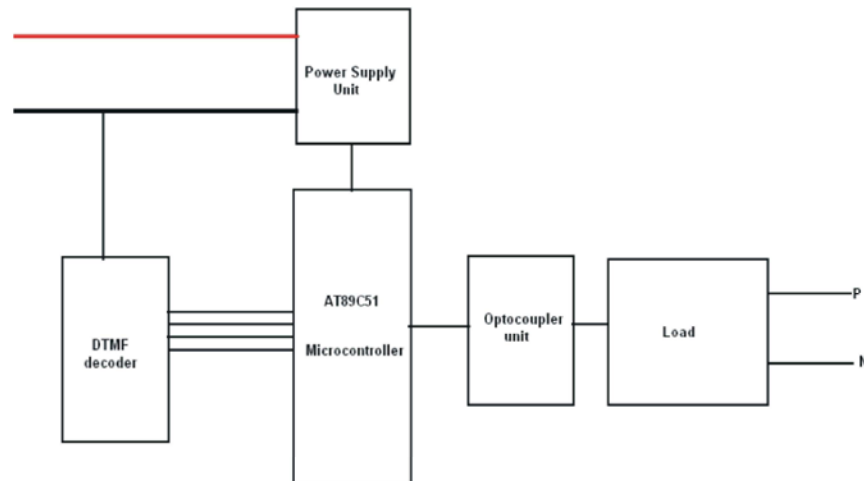 Power Supply
Unit
AT89C51
Microcontroller
DTMF
decoder
Optocoupler
unit
Load
P
N